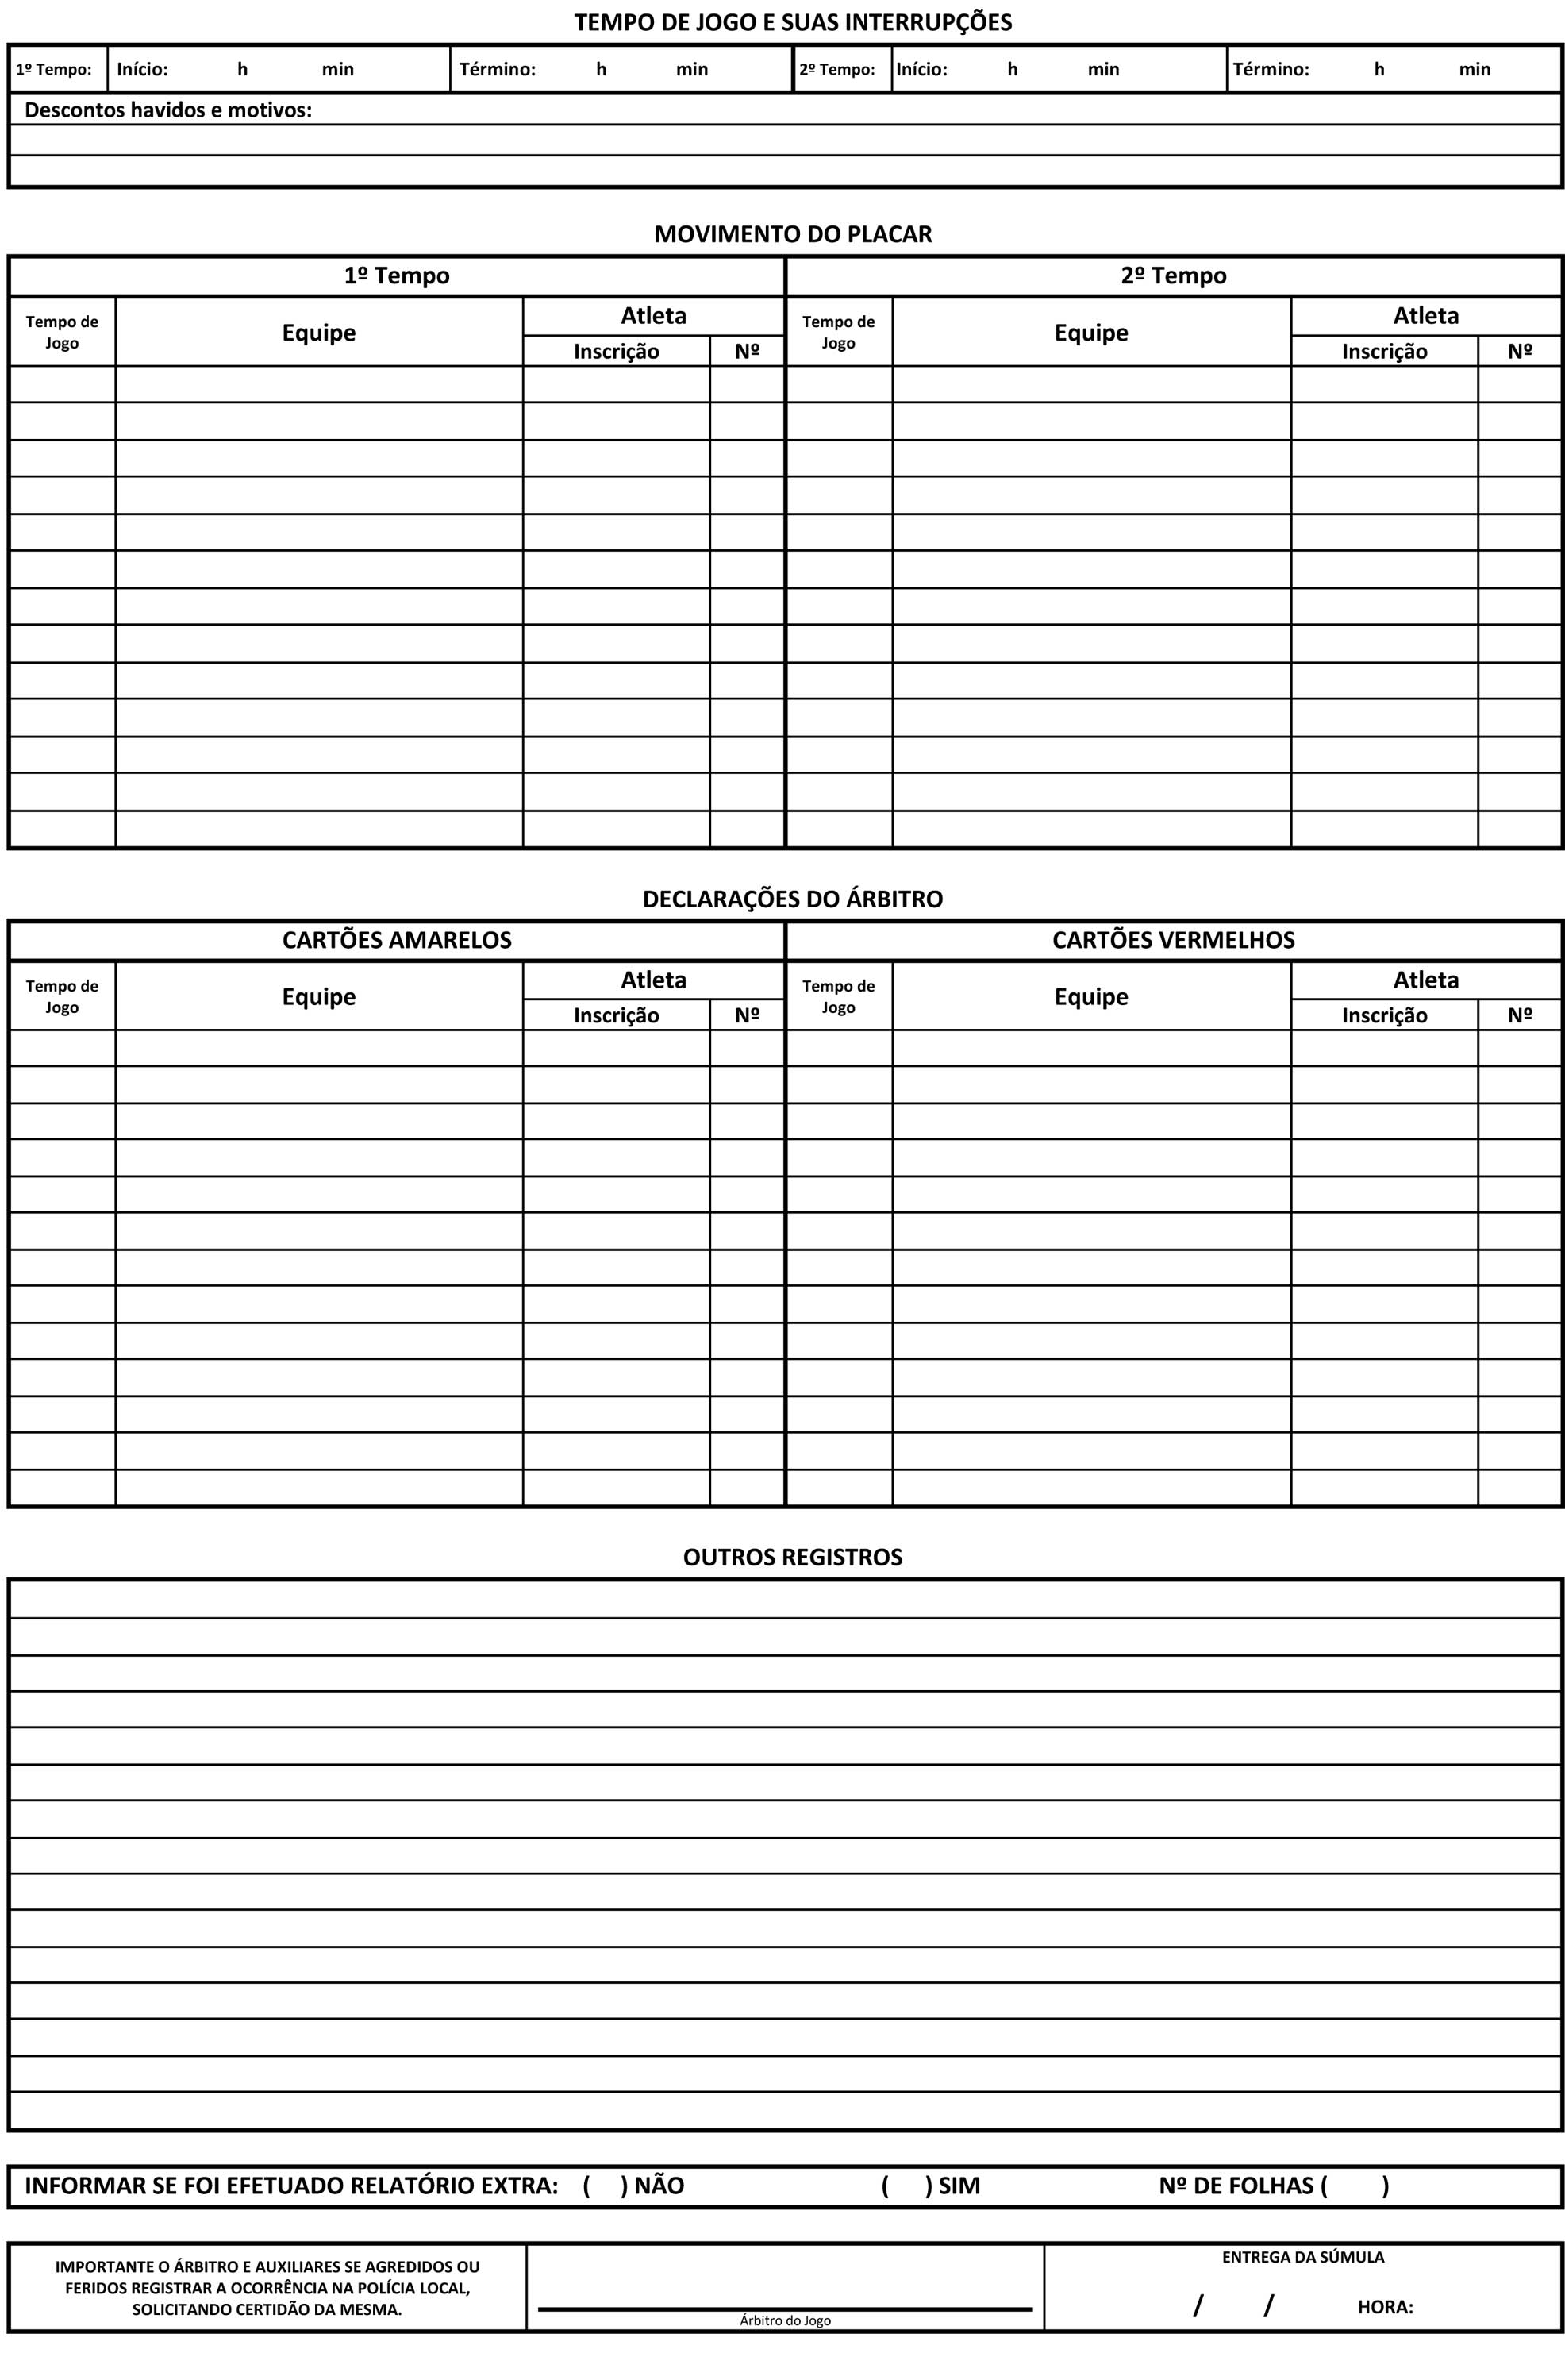 TEMPO DE JOGO E SUAS INTERRUPÇÕES
1º Tempo: Início: h min Término: h min 2º Tempo: Início: h min Término: h min
Descontos havidos e motivos:
MOVIMENTO DO PLACAR
1º Tempo 2º Tempo
Tempo de Jogo Equipe Atleta Tempo de Jogo Equipe Atleta
Inscrição Nº Inscrição Nº
DECLARAÇÕES DO ÁRBITRO
CARTÕES AMARELOS CARTÕES VERMELHOS
Tempo de Jogo Equipe Atleta Tempo de Jogo Equipe Atleta
Inscrição Nº Inscrição Nº
OUTROS REGISTROS
INFORMAR SE FOI EFETUADO RELATÓRIO EXTRA: ( ) NÃO ( ) SIM Nº DE FOLHAS ( )
IMPORTANTE O ÁRBITRO E AUXILIARES SE AGREDIDOS OU
FERIDOS REGISTRAR A OCORRÊNCIA NA POLÍCIA LOCAL,
SOLICITANDO CERTIDÃO DA MESMA.
Árbitro do Jogo
ENTREGA DA SÚMULA
/ / HORA: